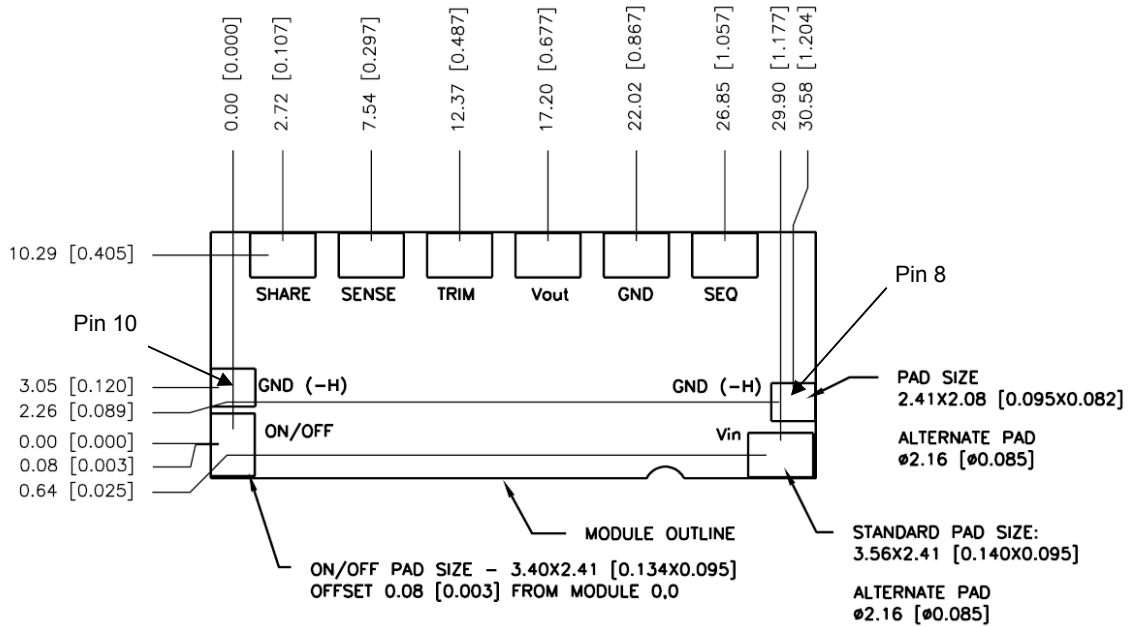 0.00 [0.000]
2.72 [0.107]
7.54 [0.297]
12.37 [0.487]
17.20 [0.677]
22.02 [0.867]
26.85 [1.057]
29.90 [1.177]
30.58 [1.204]
10.29 [0.405]
SHARE
SENSE
TRIM
Vout
GND
SEQ
Pin 8
Pin 10
3.05 [0.120]
2.26 [0.089]
0.00 [0.000]
0.08 [0.003]
0.64 [0.025]
GND (-H)
GND (-H)
ON/OFF
Vin
PAD SIZE
2.41X2.08 [0.095X0.082]
ALTERNATE PAD
ø2.16 [ø0.085]
MODULE OUTLINE
STANDARD PAD SIZE:
3.56X2.41 [0.140X0.095]
ALTERNATE PAD
ø2.16 [ø0.085]
ON/OFF PAD SIZE - 3.40X2.41 [0.134X0.095]
OFFSET 0.08 [0.003] FROM MODULE 0,0